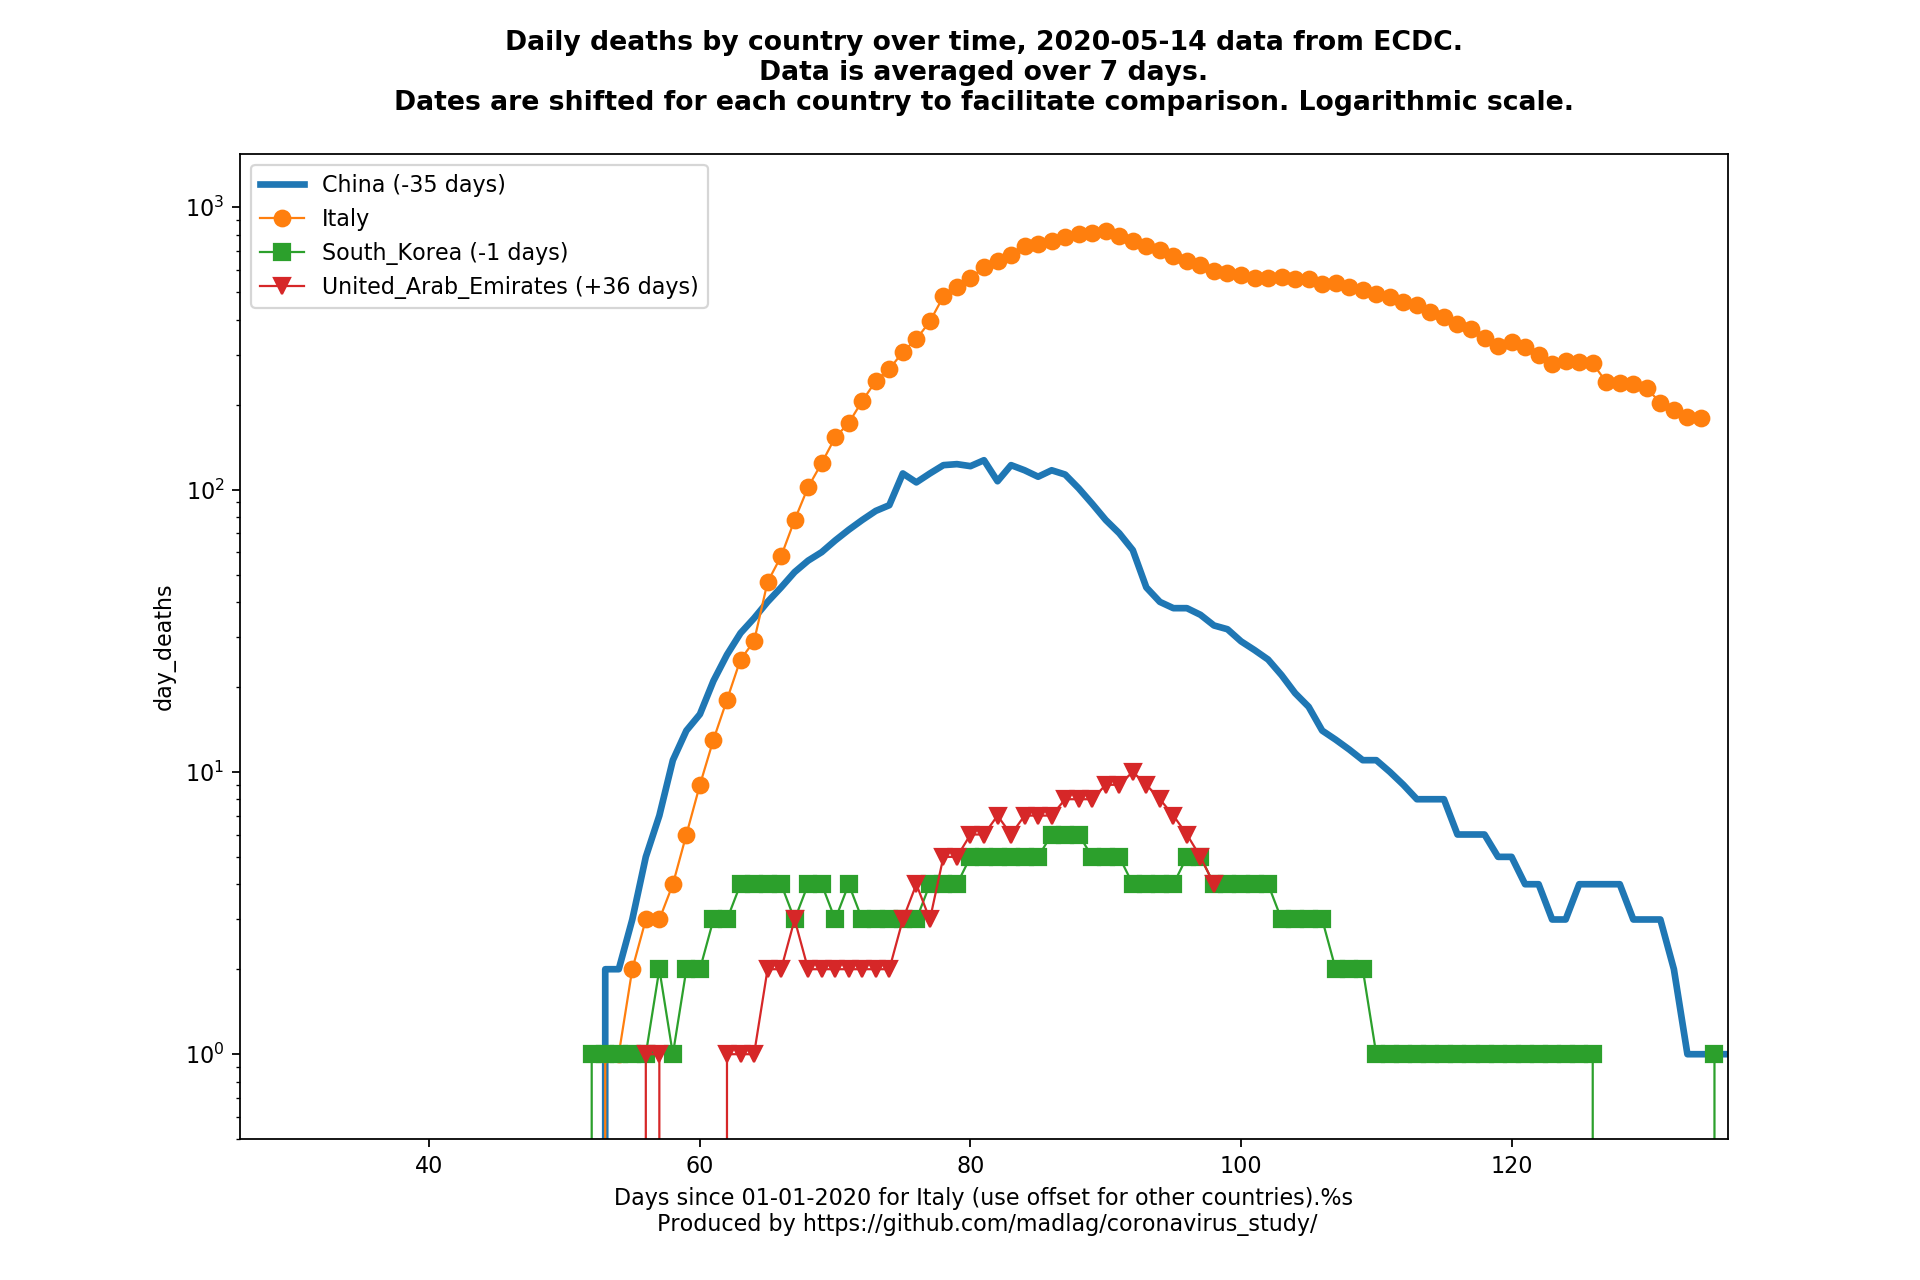 Daily deaths by country over time, 2020-05-14 data from ECDC.
Data is averaged over 7 days.
Dates are shifted for each country to facilitate comparison. Logarithmic scale.
China (-35 days)
Italy
South_Korea (-1 days)
United_Arab_Emirates (+36 days)
10³
10²
10¹
10⁰
day_deaths
40 60 80 100 120
Days since 01-01-2020 for Italy (use offset for other countries).%s
Produced by https://github.com/madlag/coronavirus_study/